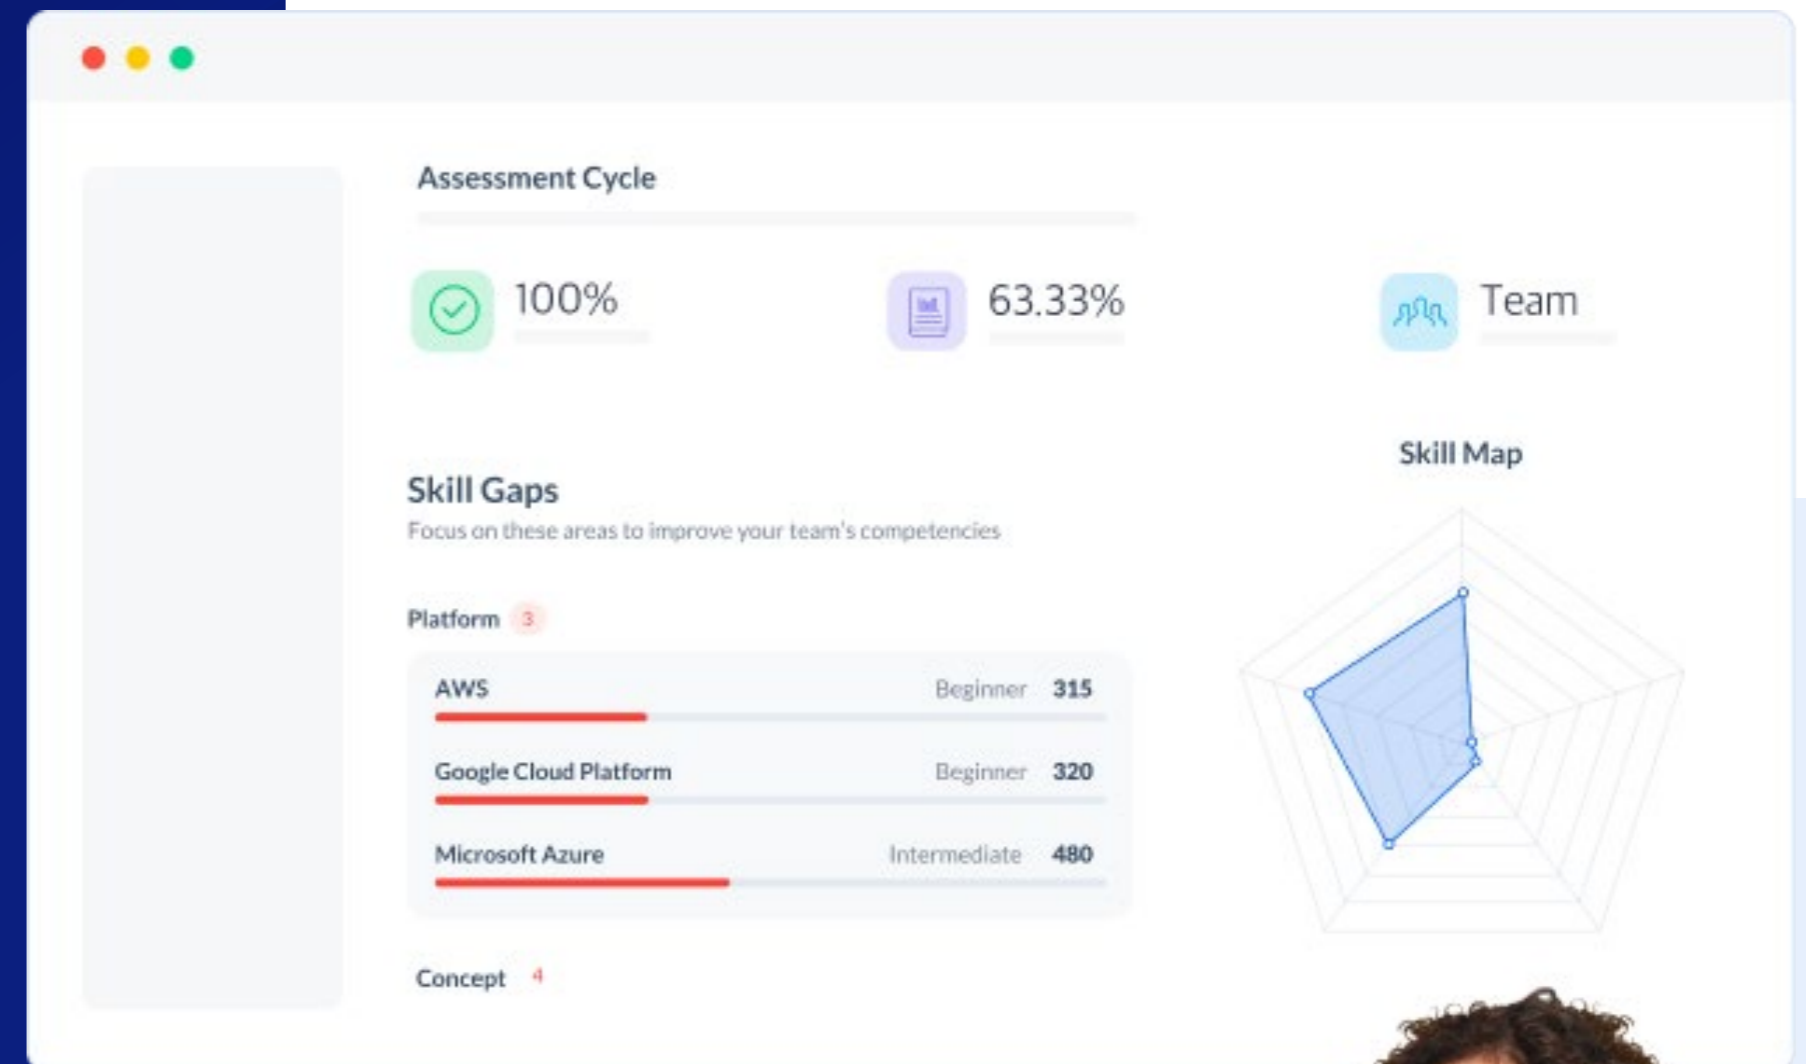 Assessment Cycle
100%
63.33%
Team
Skill Map
Skill Gaps
Focus on these areas to improve your team's competencies
Platform 3
AWS Beginner 315
Google Cloud Platform Beginner 320
Microsoft Azure Intermediate 480
Concept 4